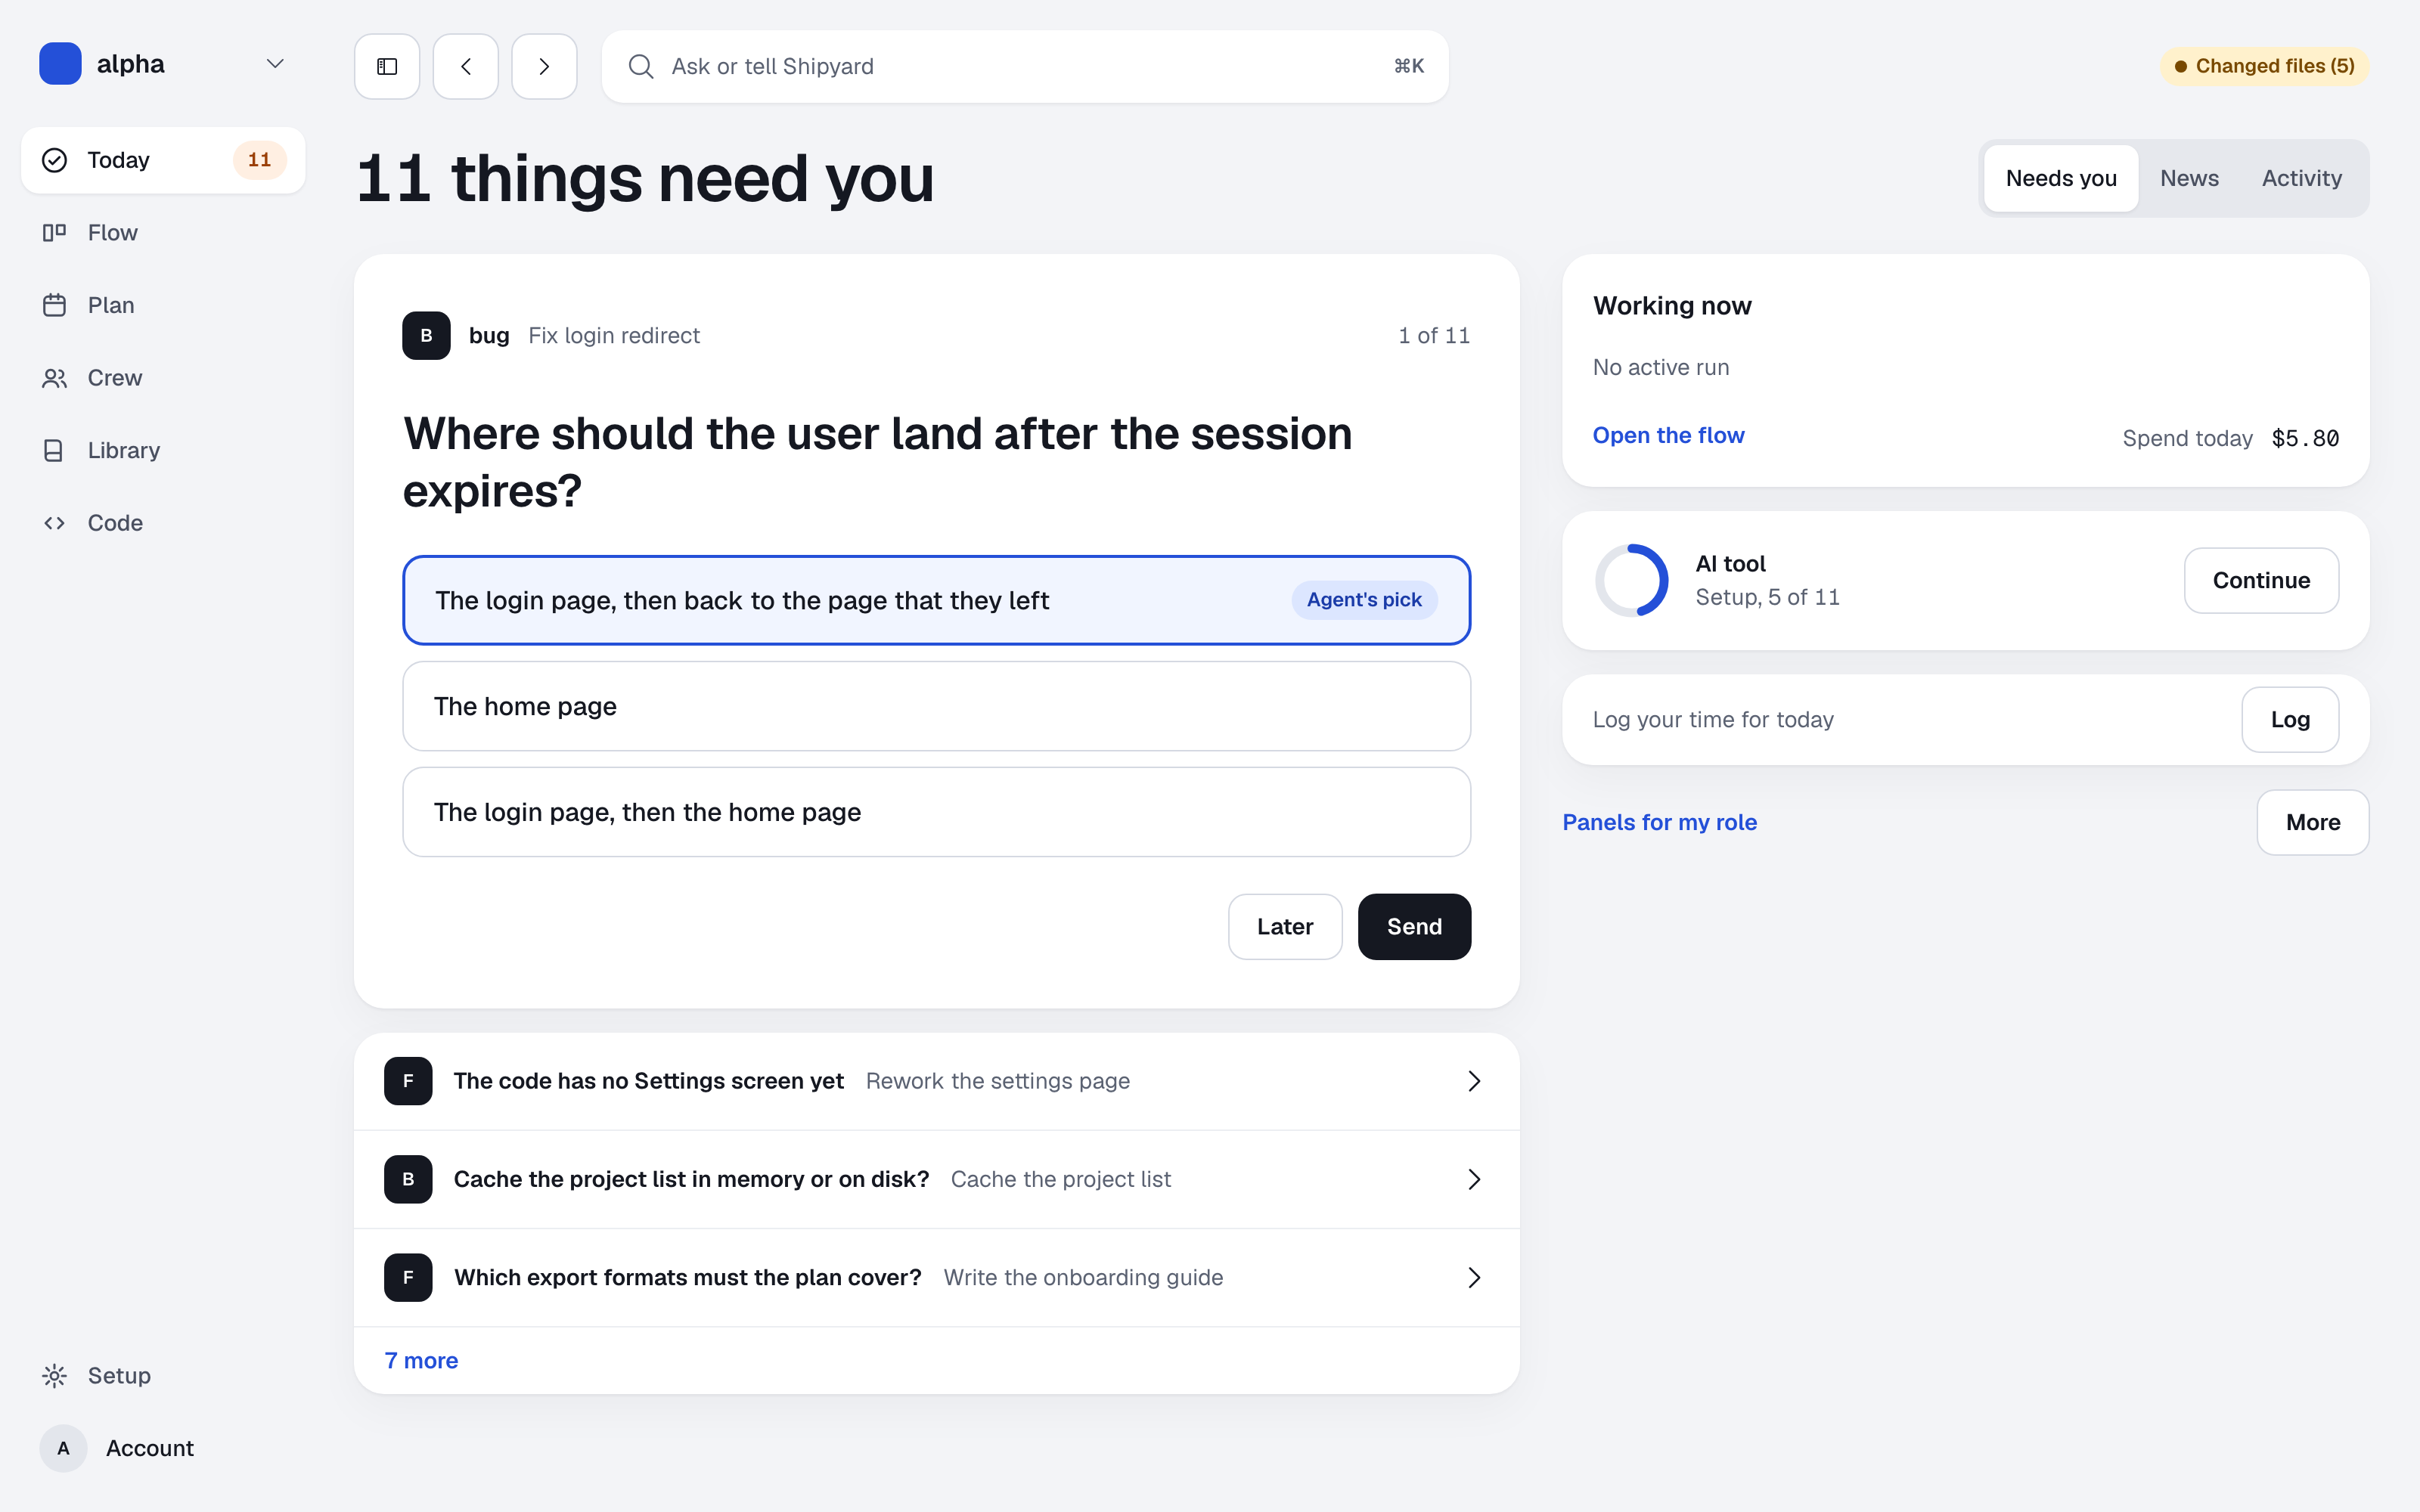 alpha
Ask or tell Shipyard ⌘K
Changed files (5)
Today 11
Flow
Plan
Crew
Library
Code
Setup
A Account
11 things need you
Needs you News Activity
B bug Fix login redirect 1 of 11
Where should the user land after the session
expires?
The login page, then back to the page that they left Agent's pick
The home page
The login page, then the home page
Later Send
F The code has no Settings screen yet Rework the settings page
B Cache the project list in memory or on disk? Cache the project list
F Which export formats must the plan cover? Write the onboarding guide
7 more
Working now
No active run
Open the flow Spend today $5.80
AI tool
Setup, 5 of 11
Continue
Log your time for today Log
Panels for my role More